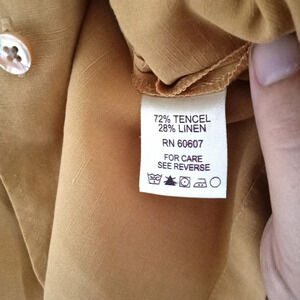 72% TENCEL
28% LINEN
RN 60607
FOR CARE
SEE REVERSE